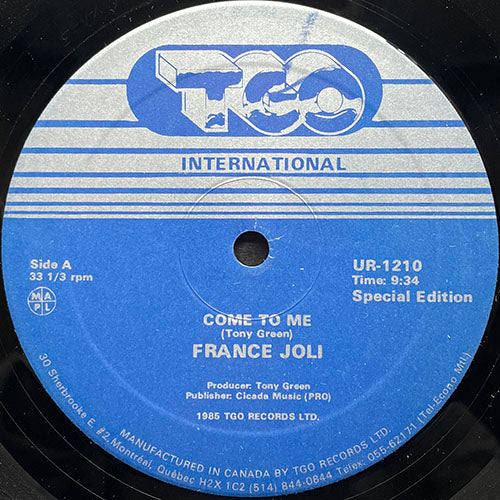 TGO
INTERNATIONAL
Side A
33 1/3 rpm
MAPL
UR-1210
Time: 9:34
Special Edition
COME TO ME
(Tony Green)
FRANCE JOLI
Producer: Tony Green
Publisher: Cicada Music (PRO)
1985 TGO RECORDS LTD.
MANUFACTURED IN CANADA BY TGO RECORDS LTD.
30 Sherbrooke E. #2, Montréal, Québec H2X 1C2 (514) 844-0844 / Telex: 055-62171 (Tel-Econo Mtl)